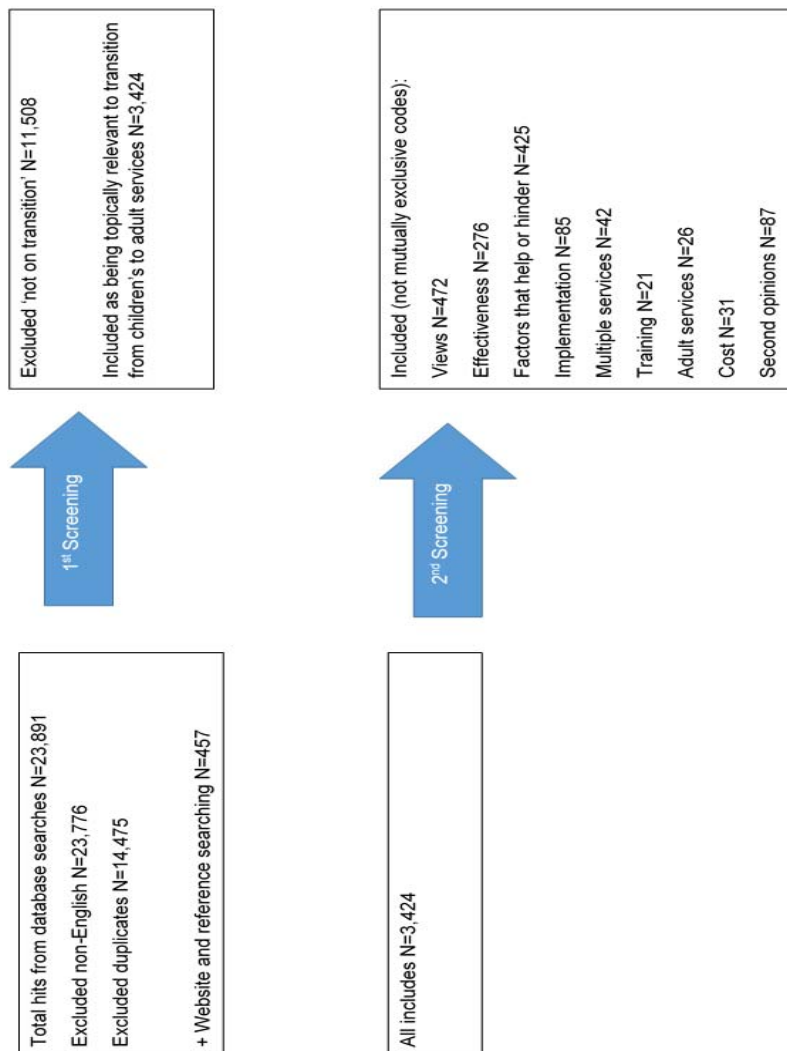 Total hits from database searches N=23,891
Excluded non-English N=23,776
Excluded duplicates N=14,475
+ Website and reference searching N=457
1st Screening
Excluded 'not on transition' N=11,508
Included as being topically relevant to transition
from children's to adult services N=3,424
All includes N=3,424
2nd Screening
Included (not mutually exclusive codes):
Views N=472
Effectiveness N=276
Factors that help or hinder N=425
Implementation N=85
Multiple services N=42
Training N=21
Adult services N=26
Cost N=31
Second opinions N=87